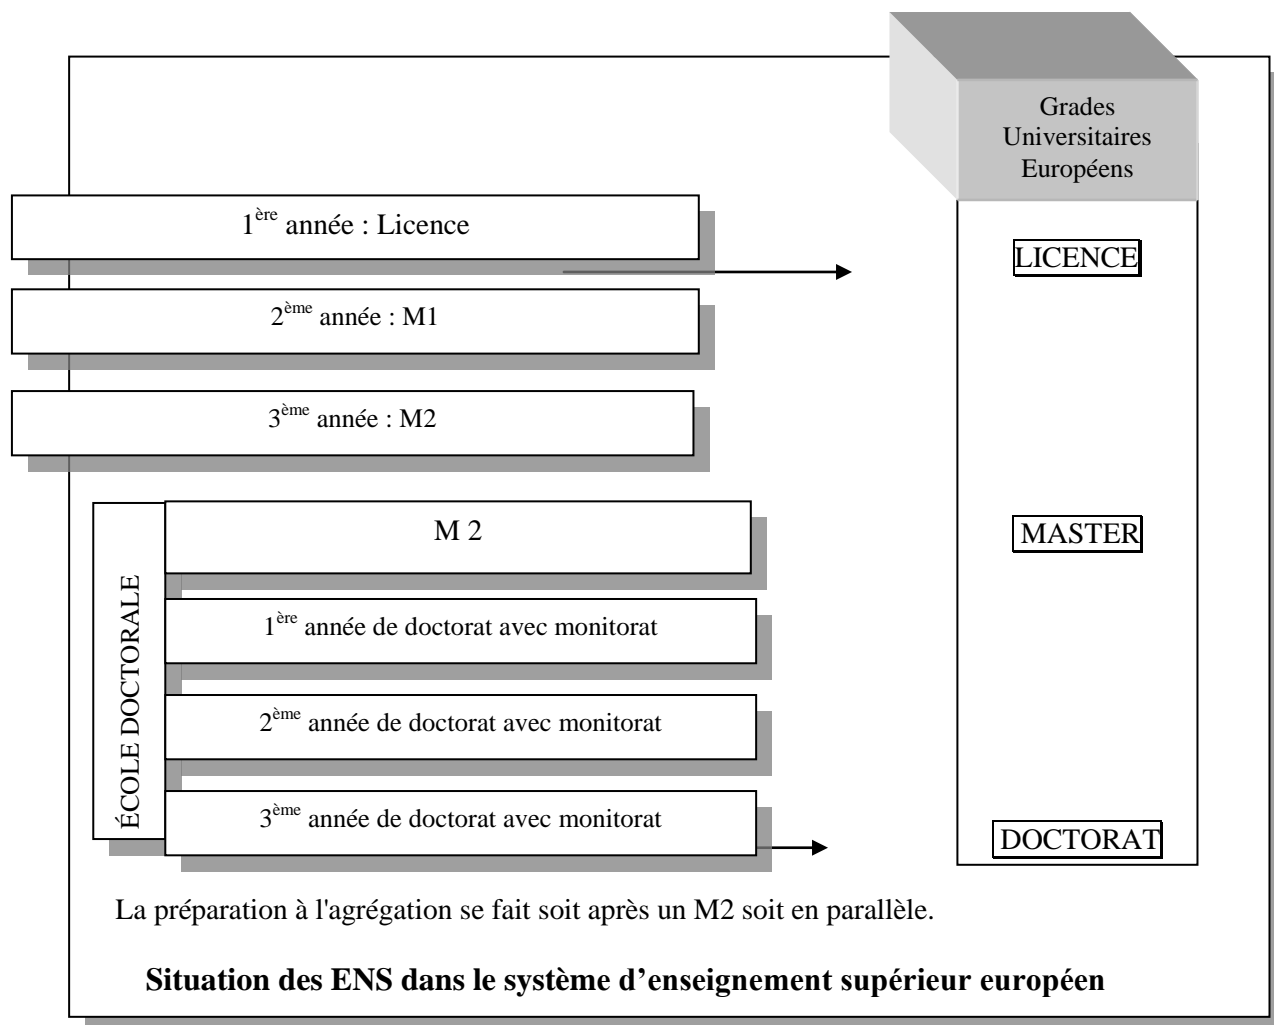 Grades
Universitaires
Européens
1ère année : Licence
LICENCE
2ème année : M1
3ème année : M2
M 2
MASTER
ÉCOLE DOCTORALE
1ère année de doctorat avec monitorat
2ème année de doctorat avec monitorat
3ème année de doctorat avec monitorat
DOCTORAT
La préparation à l'agrégation se fait soit après un M2 soit en parallèle.
Situation des ENS dans le système d’enseignement supérieur européen